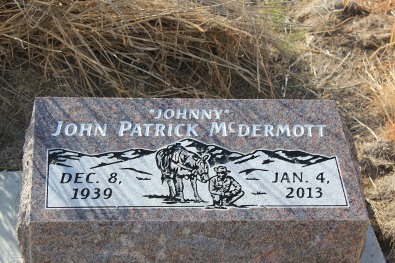 "JOHNNY"
JOHN PATRICK MCDERMOTT
DEC. 8, JAN. 4,
1939 2013